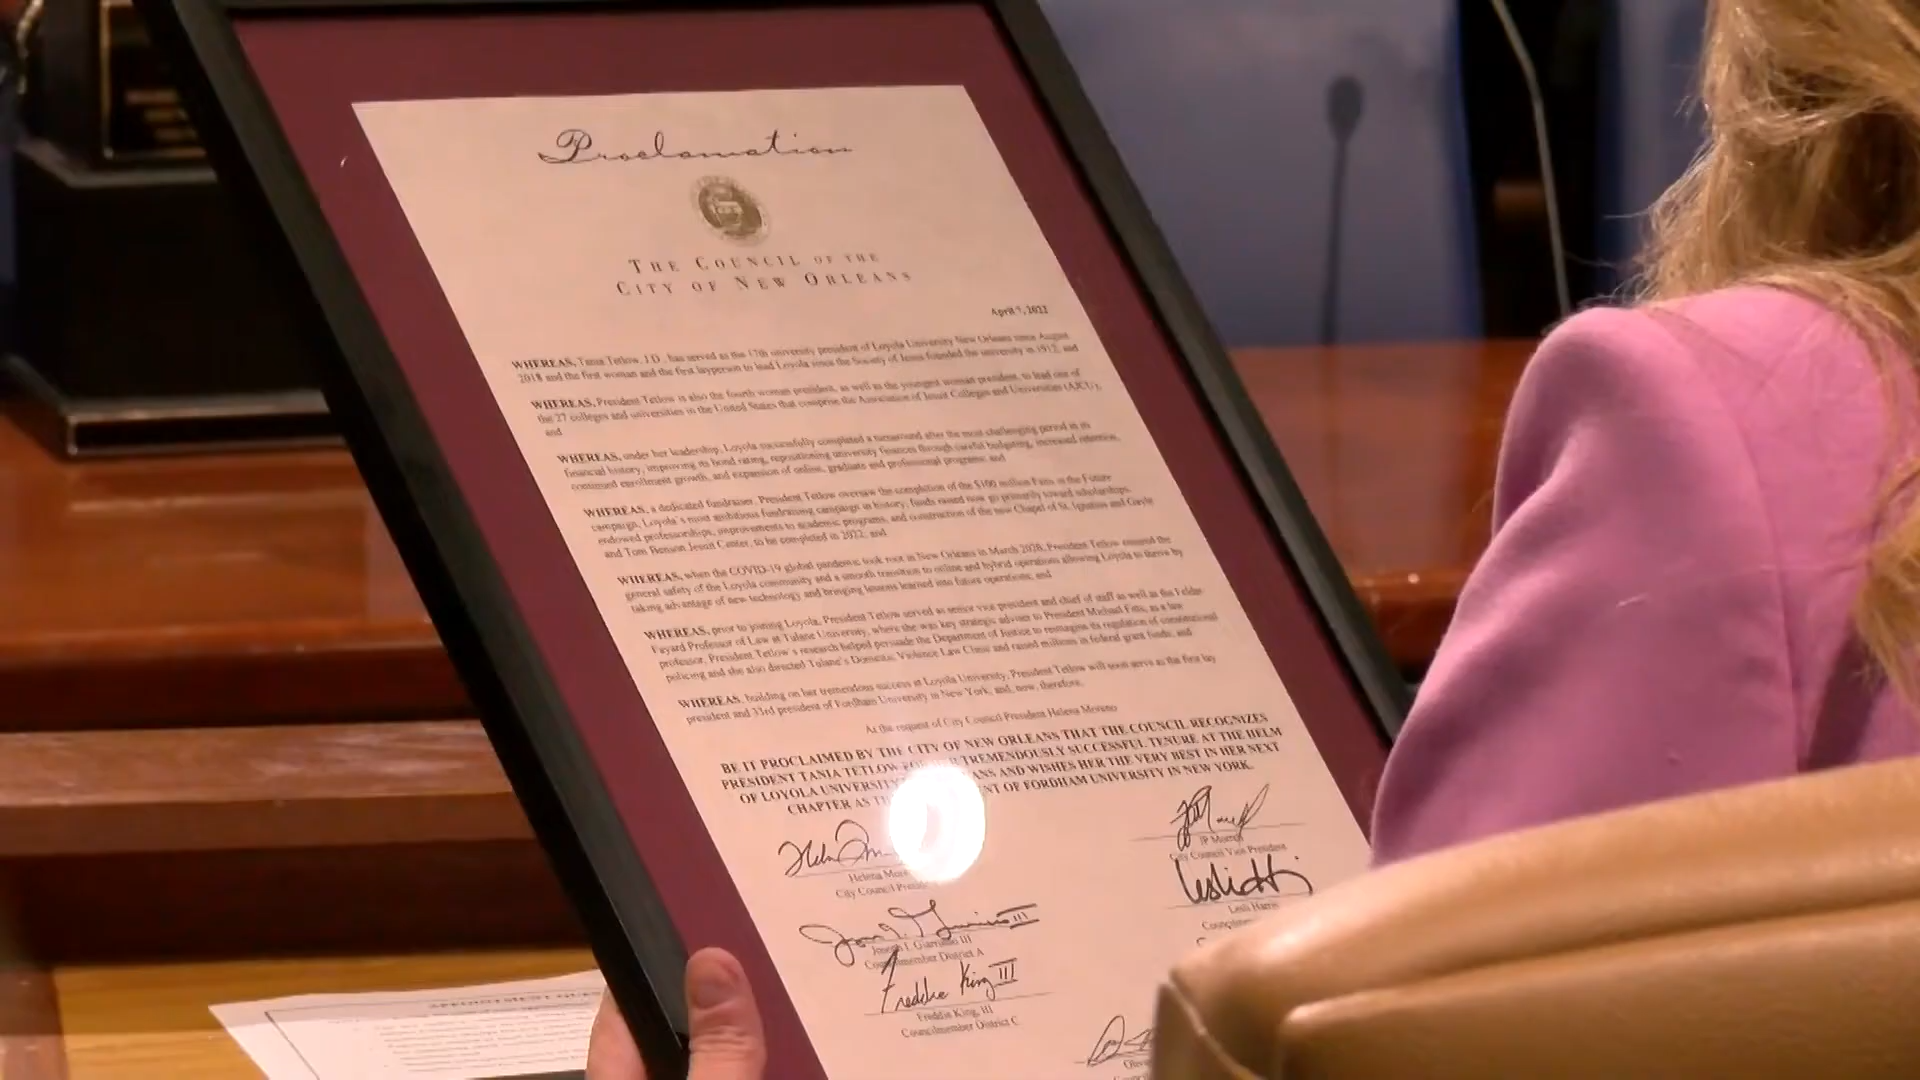 Proclamation
THE COUNCIL OF THE
CITY OF NEW ORLEANS
April 7, 2022
WHEREAS, Tania Tetlow, J.D., has served as the 17th university president of Loyola University New Orleans since August
2018 and the first woman and the first layperson to lead Loyola since the Society of Jesus founded the university in 1912; and
WHEREAS, President Tetlow is also the fourth woman president, as well as the youngest woman president, to lead one of
the 27 colleges and universities in the United States that comprise the Association of Jesuit Colleges and Universities (AJCU);
and
WHEREAS, under her leadership, Loyola successfully completed a turnaround after the most challenging period in its
financial history, improving its bond rating, repositioning university finances through careful budgeting, increased retention,
continued enrollment growth, and expansion of online, graduate and professional programs; and
WHEREAS, a dedicated fundraiser, President Tetlow oversaw the completion of the $100 million Faith in the Future
campaign, Loyola's most ambitious fundraising campaign in history; funds raised now go primarily toward scholarships,
endowed professorships, improvements to academic programs, and construction of the new Chapel of St. Ignatius and Gayle
and Tom Benson Jesuit Center, to be completed in 2022; and
WHEREAS, when the COVID-19 global pandemic took root in New Orleans in March 2020, President Tetlow ensured the
general safety of the Loyola community and a smooth transition to online and hybrid operations allowing Loyola to thrive by
taking advantage of new technology and bringing lessons learned into future operations; and
WHEREAS, prior to joining Loyola, President Tetlow served as senior vice president and chief of staff as well as the Felder
Fayard Professor of Law at Tulane University, where she was key strategic adviser to President Michael Fitts; as a law
professor, President Tetlow's research helped persuade the Department of Justice to reimagine its regulation of constitutional
policing and she also directed Tulane's Domestic Violence Law Clinic and raised millions in federal grant funds; and
WHEREAS, building on her tremendous success at Loyola University, President Tetlow will soon serve as the first lay
president and 33rd president of Fordham University in New York, and, now, therefore,
At the request of City Council President Helena Moreno
BE IT PROCLAIMED BY THE CITY OF NEW ORLEANS THAT THE COUNCIL RECOGNIZES
PRESIDENT TANIA TETLOW TREMENDOUSLY SUCCESSFUL TENURE AT THE HELM
OF LOYOLA UNIVERSITY AND WISHES HER THE VERY BEST IN HER NEXT
CHAPTER AS OF FORDHAM UNIVERSITY IN NEW YORK.
JP Morrell
City Council Vice President
Helena
City Council
Lesli Harris
Joseph I. Giarrusso III
Councilmember District A
Freddie King III
Freddie King, III
Councilmember District C